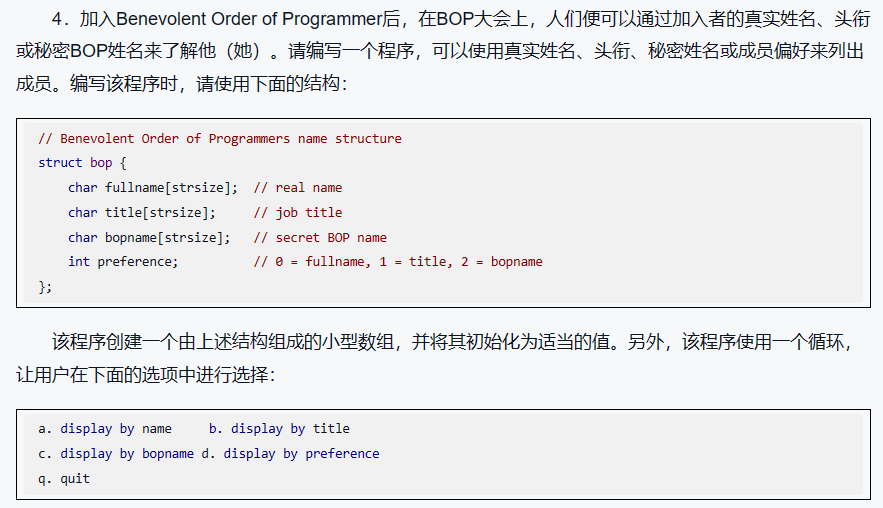 4．加入Benevolent Order of Programmer后，在BOP大会上，人们便可以通过加入者的真实姓名、头衔
或秘密BOP姓名来了解他（她）。请编写一个程序，可以使用真实姓名、头衔、秘密姓名或成员偏好来列出
成员。编写该程序时，请使用下面的结构：
// Benevolent Order of Programmers name structure
struct bop {
    char fullname[strsize];  // real name
    char title[strsize];     // job title
    char bopname[strsize];   // secret BOP name
    int preference;          // 0 = fullname, 1 = title, 2 = bopname
};
该程序创建一个由上述结构组成的小型数组，并将其初始化为适当的值。另外，该程序使用一个循环，
让用户在下面的选项中进行选择：
a. display by name     b. display by title
c. display by bopname d. display by preference
q. quit